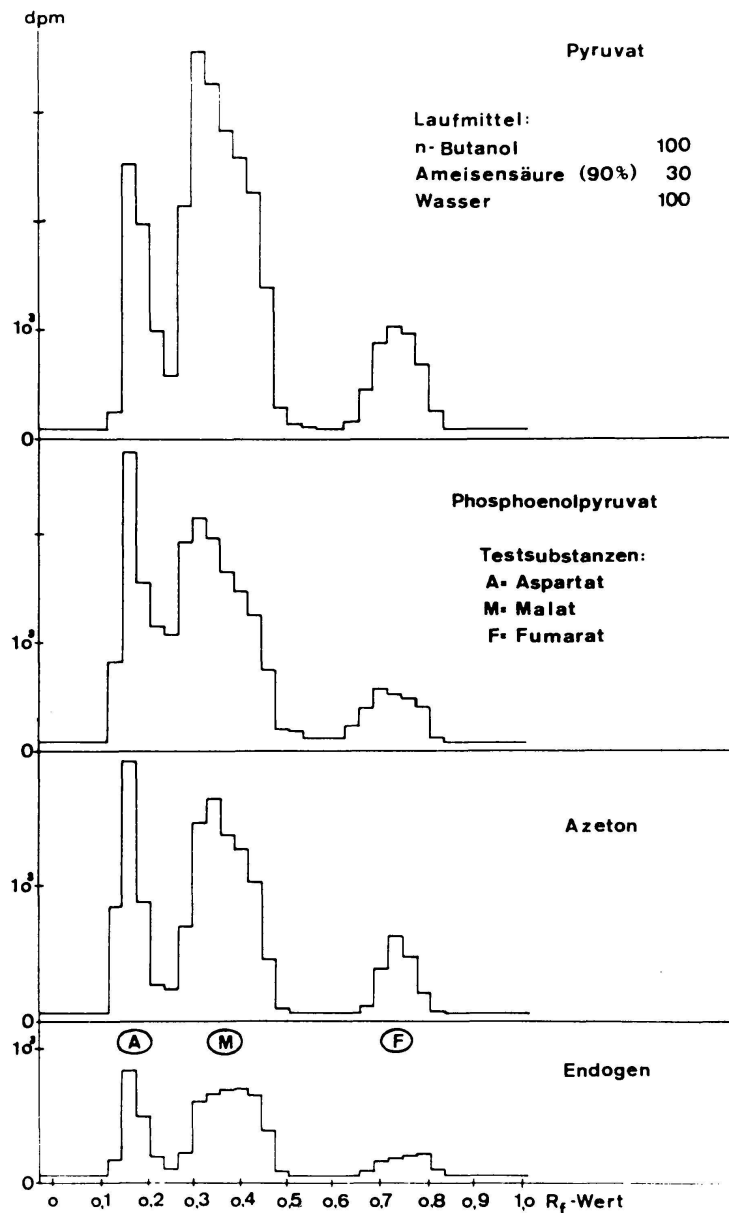 dpm
Pyruvat
Laufmittel:
n-Butanol 100
Ameisensäure (90%) 30
Wasser 100
10³
0
Phosphoenolpyruvat
Testsubstanzen:
A= Aspartat
M= Malat
F= Fumarat
10³
0
Azeton
10³
0
A M F
10³
Endogen
0
0 0,1 0,2 0,3 0,4 0,5 0,6 0,7 0,8 0,9 1,0 Rf-Wert